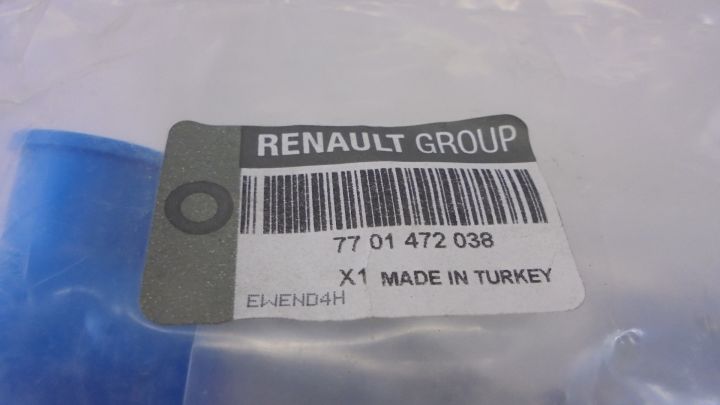 RENAULT GROUP
77 01 472 038
X1 MADE IN TURKEY
EWEND4H